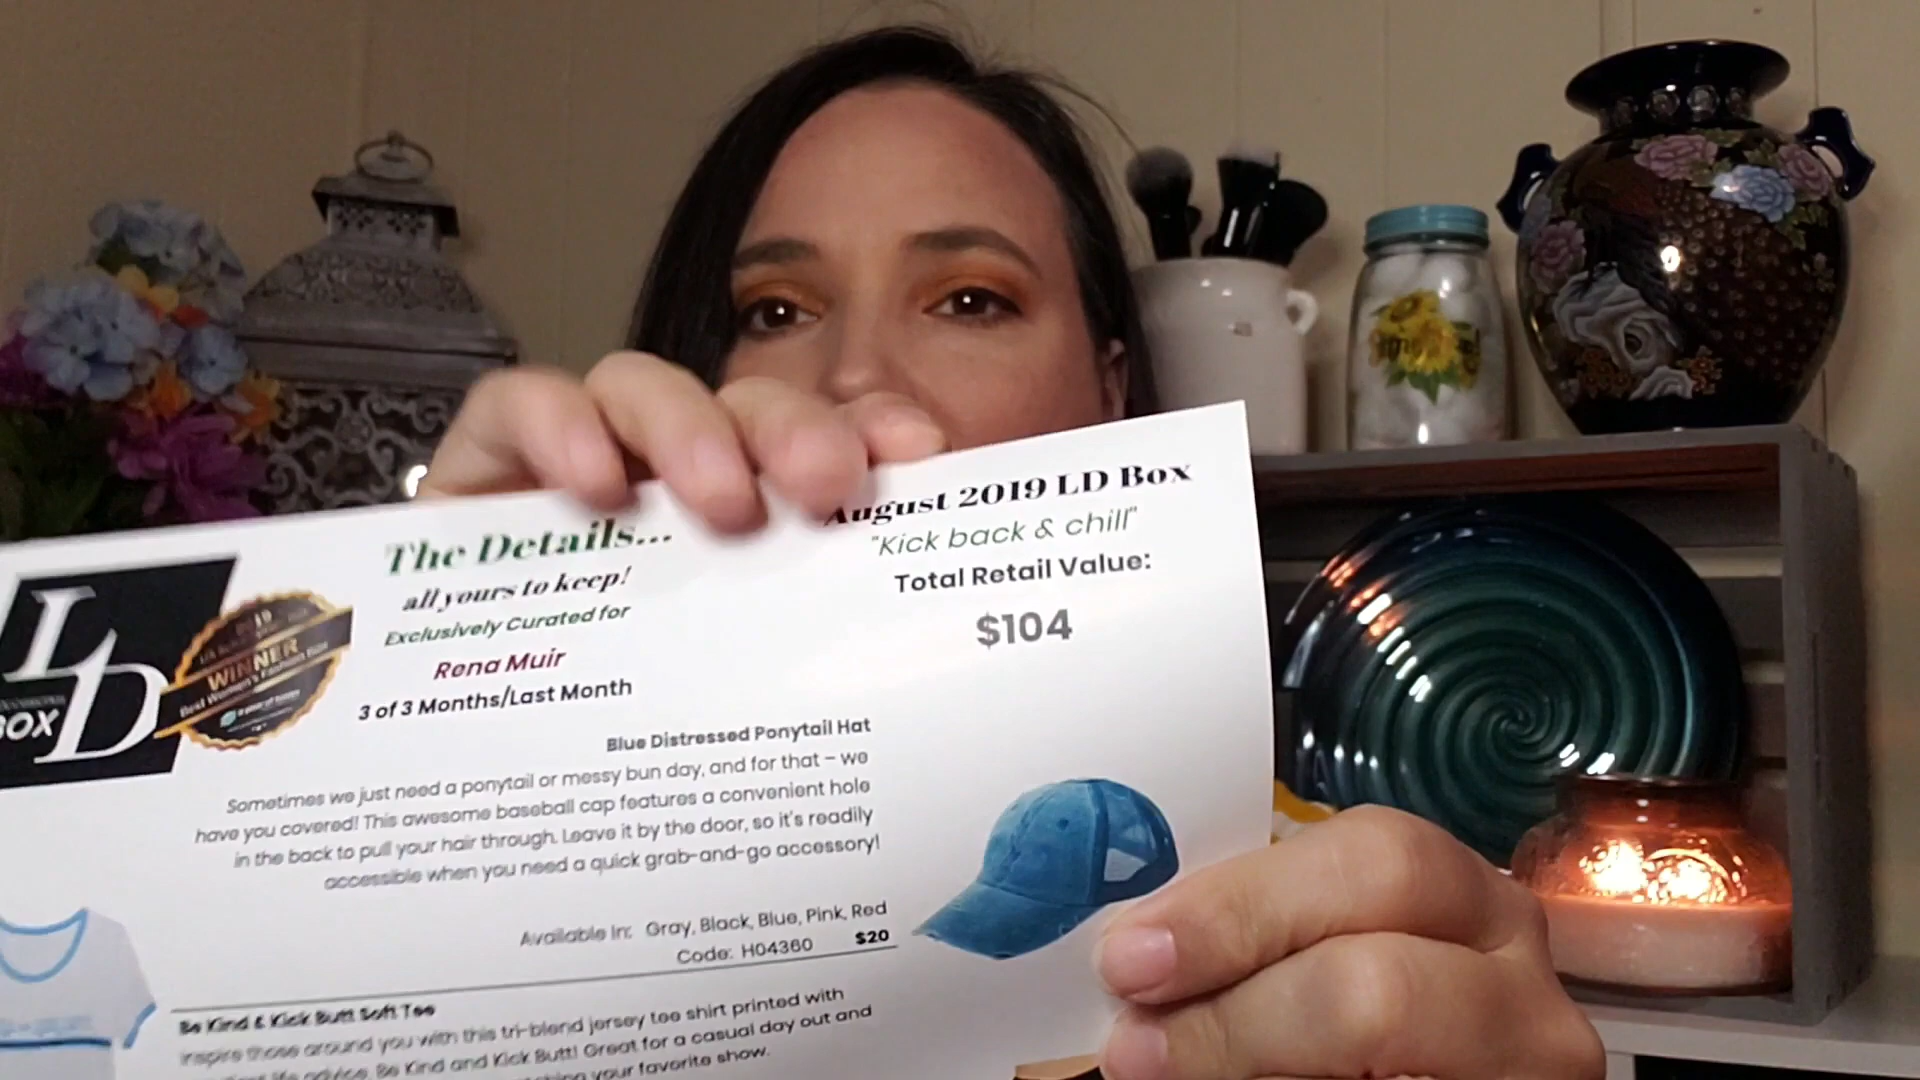 LD
BOX
WINNER
Best Women's Fashion Box
The Details...
all yours to keep!
Exclusively Curated for
Rena Muir
3 of 3 Months/Last Month
August 2019 LD Box
"Kick back & chill"
Total Retail Value:
$104
Blue Distressed Ponytail Hat
Sometimes we just need a ponytail or messy bun day, and for that – we
have you covered! This awesome baseball cap features a convenient hole
in the back to pull your hair through. Leave it by the door, so it's readily
accessible when you need a quick grab-and-go accessory!
Available In: Gray, Black, Blue, Pink, Red
Code: H04360 $20
Be Kind & Kick Butt Soft Tee
inspire those around you with this tri-blend jersey tee shirt printed with
life advice, Be Kind and Kick Butt! Great for a casual day out and
your favorite show.